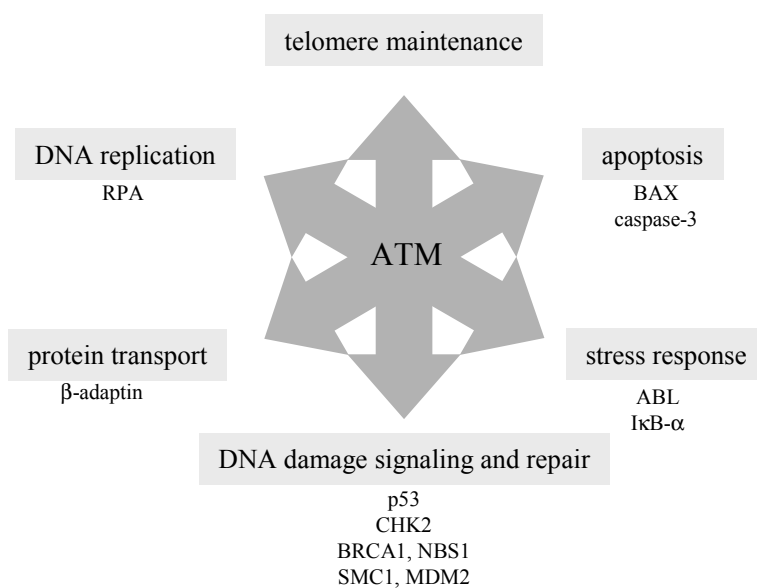 telomere maintenance
DNA replication
RPA
apoptosis
BAX
caspase-3
ATM
protein transport
β-adaptin
stress response
ABL
IκB-α
DNA damage signaling and repair
p53
CHK2
BRCA1, NBS1
SMC1, MDM2